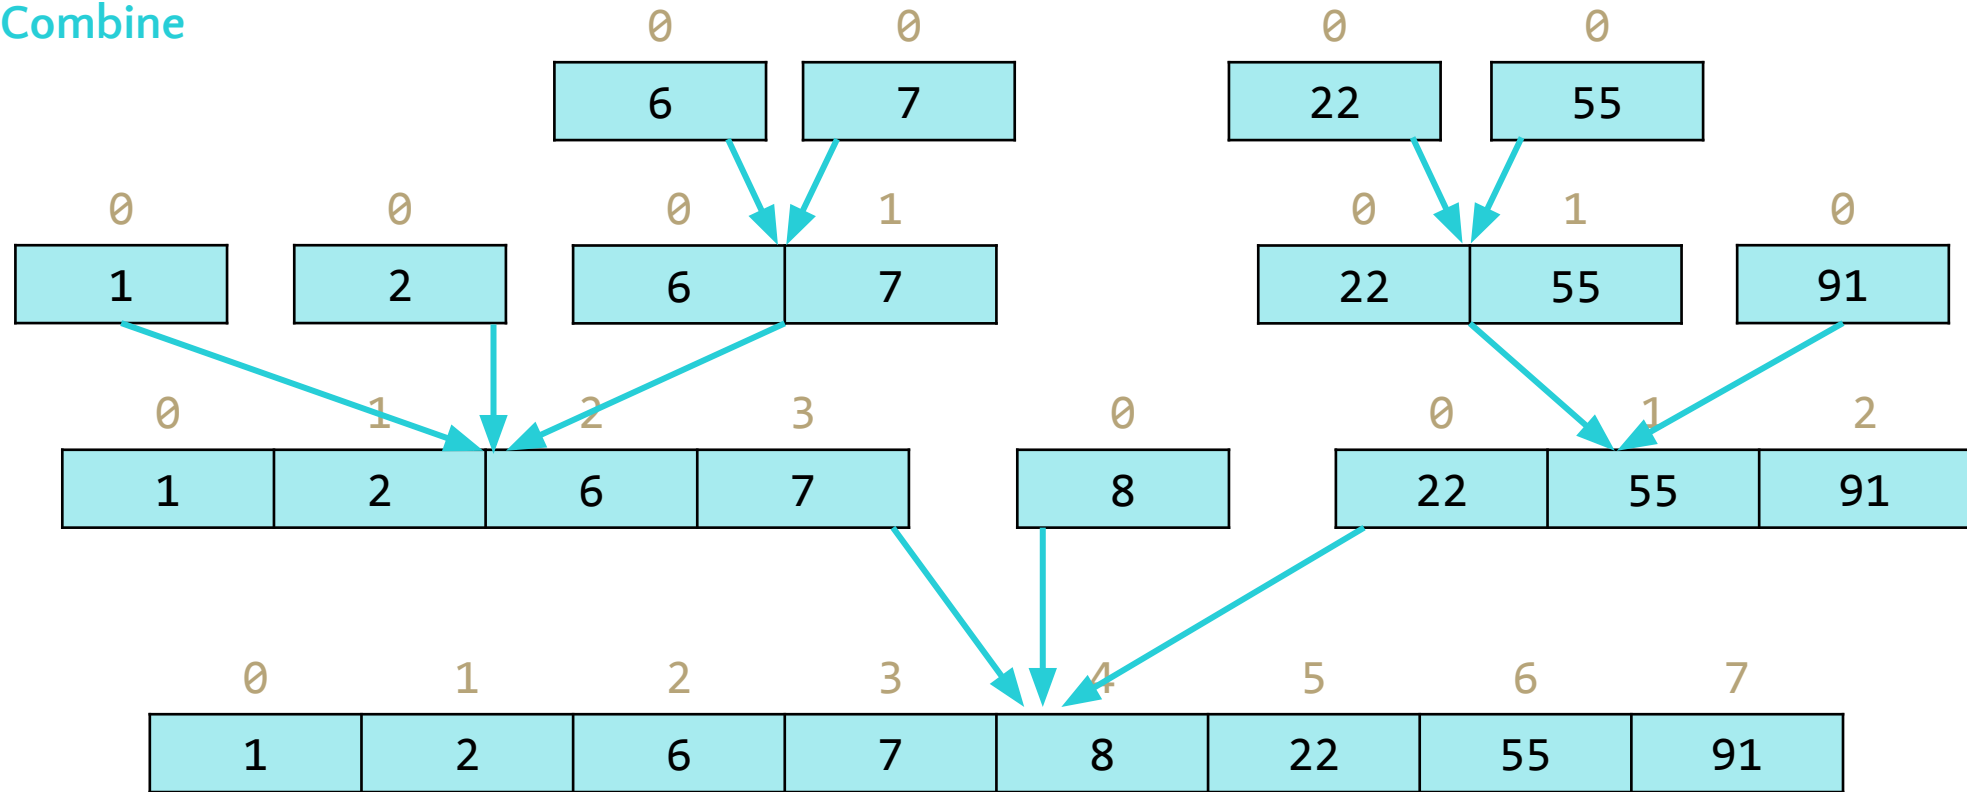 Combine
0 0 0 0
6 7 22 55
0 0 0 1 0 1 0
1 2 6 7 22 55 91
0 1 2 3 0 0 1 2
1 2 6 7 8 22 55 91
0 1 2 3 4 5 6 7
1 2 6 7 8 22 55 91